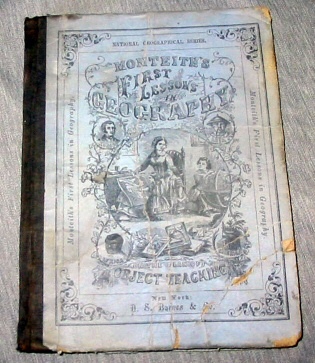 NATIONAL GEOGRAPHICAL SERIES.
MONTEITH'S
FIRST
LESSONS
IN
GEOGRAPHY
Monteith's First Lessons in Geography.
Monteith's First Lessons in Geography
OBJECT TEACHING
New York:
A. S. Barnes & Co.